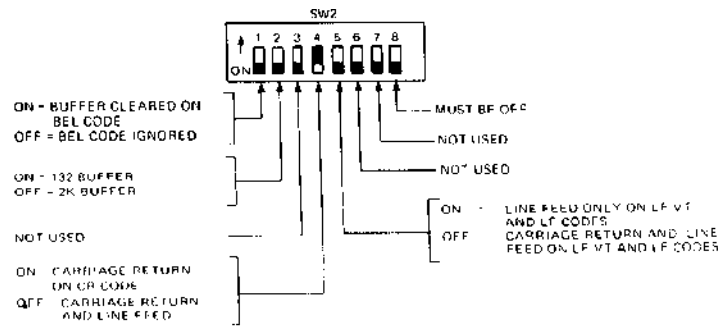 SW2
1 2 3 4 5 6 7 8
ON
ON = BUFFER CLEARED ON
BEL CODE
OFF = BEL CODE IGNORED
ON = 132 BUFFER
OFF = 2K BUFFER
NOT USED
ON CARRIAGE RETURN
ON CR CODE
OFF CARRIAGE RETURN
AND LINE FEED
MUST BE OFF
NOT USED
NOT USED
ON = LINE FEED ONLY ON LF VT
AND LF CODES
OFF CARRIAGE RETURN AND LINE
FEED ON LF VT AND LF CODES